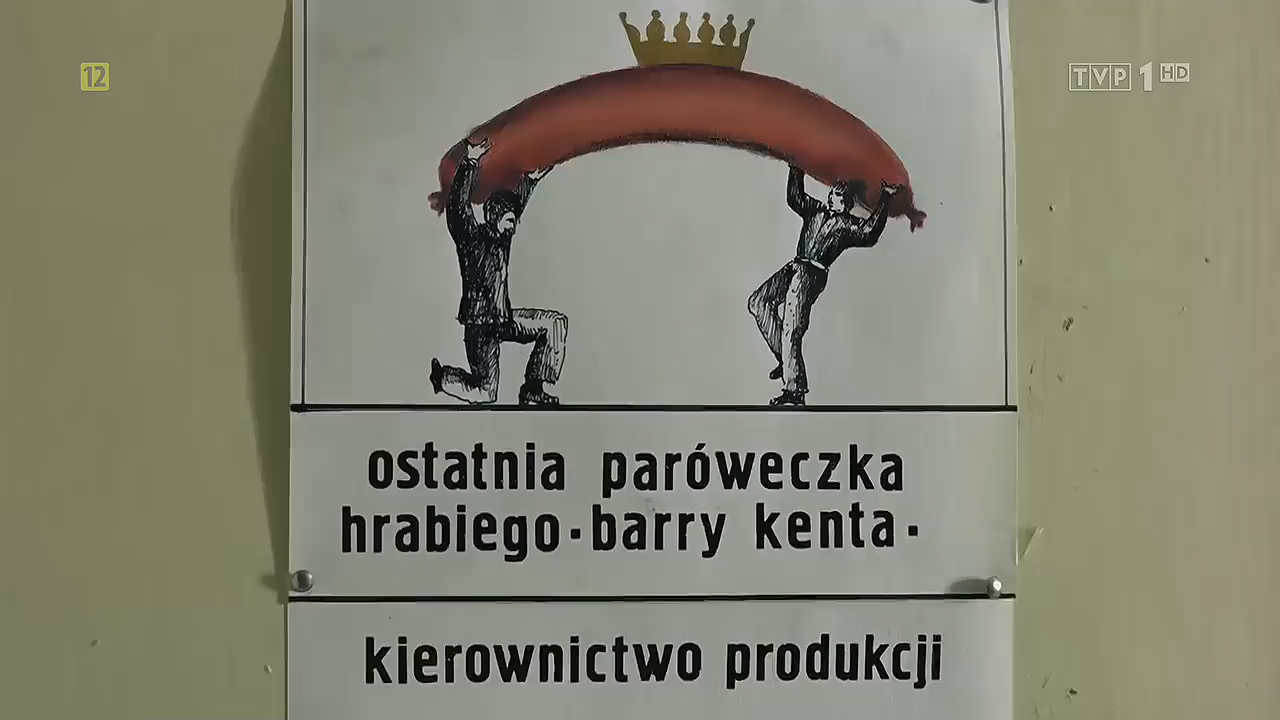 12
TVP 1 HD
ostatnia paróweczka
hrabiego·barry kenta·
kierownictwo produkcji